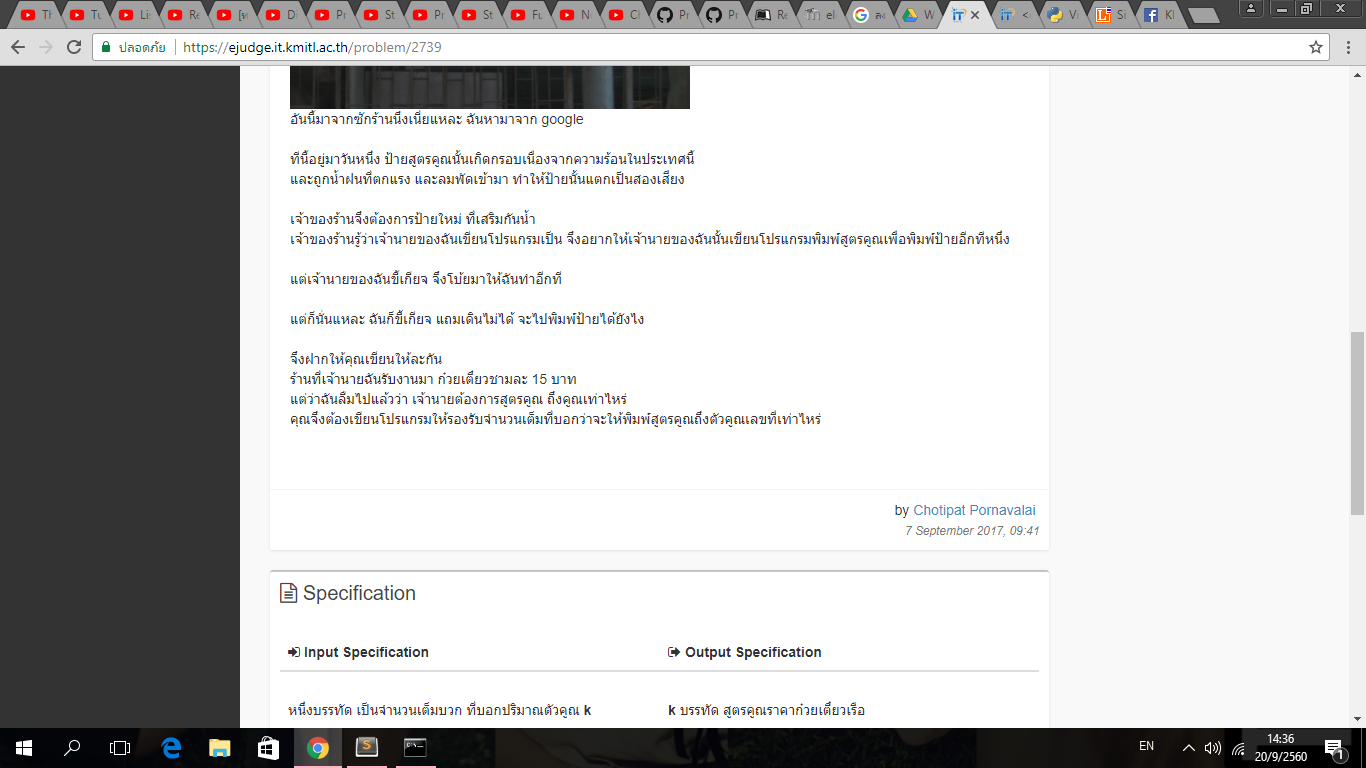 Th
Tu
Lis
Re
[ท
Di
Pr
St
Pr
St
Fu
N
Cl
Pr
Pr
Re
el
ลง
W
<
Vi
Si
Kl
ปลอดภัย https://ejudge.it.kmitl.ac.th/problem/2739
อันนี้มาจากซักร้านนึงเนี่ยแหละ ฉันหามาจาก google
ทีนี้อยู่มาวันหนึ่ง ป้ายสูตรคูณนั้นเกิดกรอบเนื่องจากความร้อนในประเทศนี้
และถูกน้ำฝนที่ตกแรง และลมพัดเข้ามา ทำให้ป้ายนั้นแตกเป็นสองเสี่ยง
เจ้าของร้านจึงต้องการป้ายใหม่ ที่เสริมกันน้ำ
เจ้าของร้านรู้ว่าเจ้านายของฉันเขียนโปรแกรมเป็น จึงอยากให้เจ้านายของฉันนั้นเขียนโปรแกรมพิมพ์สูตรคูณเพื่อพิมพ์ป้ายอีกทีหนึ่ง
แต่เจ้านายของฉันขี้เกียจ จึงโบ้ยมาให้ฉันทำอีกที
แต่ก็นั่นแหละ ฉันก็ขี้เกียจ แถมเดินไม่ได้ จะไปพิมพ์ป้ายได้ยังไง
จึงฝากให้คุณเขียนให้ละกัน
ร้านที่เจ้านายฉันรับงานมา ก๋วยเตี๋ยวชามละ 15 บาท
แต่ว่าฉันลืมไปแล้วว่า เจ้านายต้องการสูตรคูณ ถึงคูณเท่าไหร่
คุณจึงต้องเขียนโปรแกรมให้รองรับจำนวนเต็มที่บอกว่าจะให้พิมพ์สูตรคูณถึงตัวคูณเลขที่เท่าไหร่
by Chotipat Pornavalai
7 September 2017, 09:41
Specification
Input Specification
Output Specification
หนึ่งบรรทัด เป็นจำนวนเต็มบวก ที่บอกปริมาณตัวคูณ k
k บรรทัด สูตรคูณราคาก๋วยเตี๋ยวเรือ
EN
14:36
20/9/2560
1